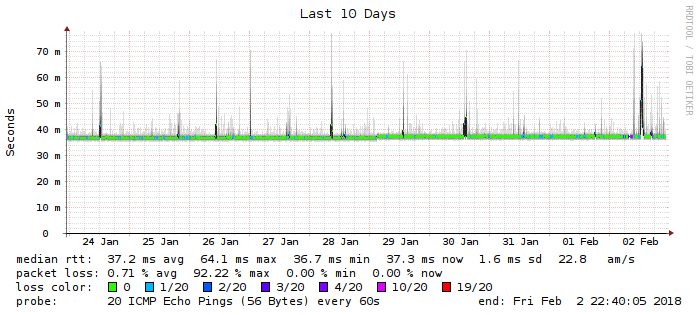 Last 10 Days
RRDTOOL / TOBI OETIKER
Seconds
70 m
60 m
50 m
40 m
30 m
20 m
10 m
0
24 Jan 25 Jan 26 Jan 27 Jan 28 Jan 29 Jan 30 Jan 31 Jan 01 Feb 02 Feb
median rtt: 37.2 ms avg 64.1 ms max 36.7 ms min 37.3 ms now 1.6 ms sd 22.8 am/s
packet loss: 0.71 % avg 92.22 % max 0.00 % min 0.00 % now
loss color: 0 1/20 2/20 3/20 4/20 10/20 19/20
probe: 20 ICMP Echo Pings (56 Bytes) every 60s end: Fri Feb 2 22:40:05 2018